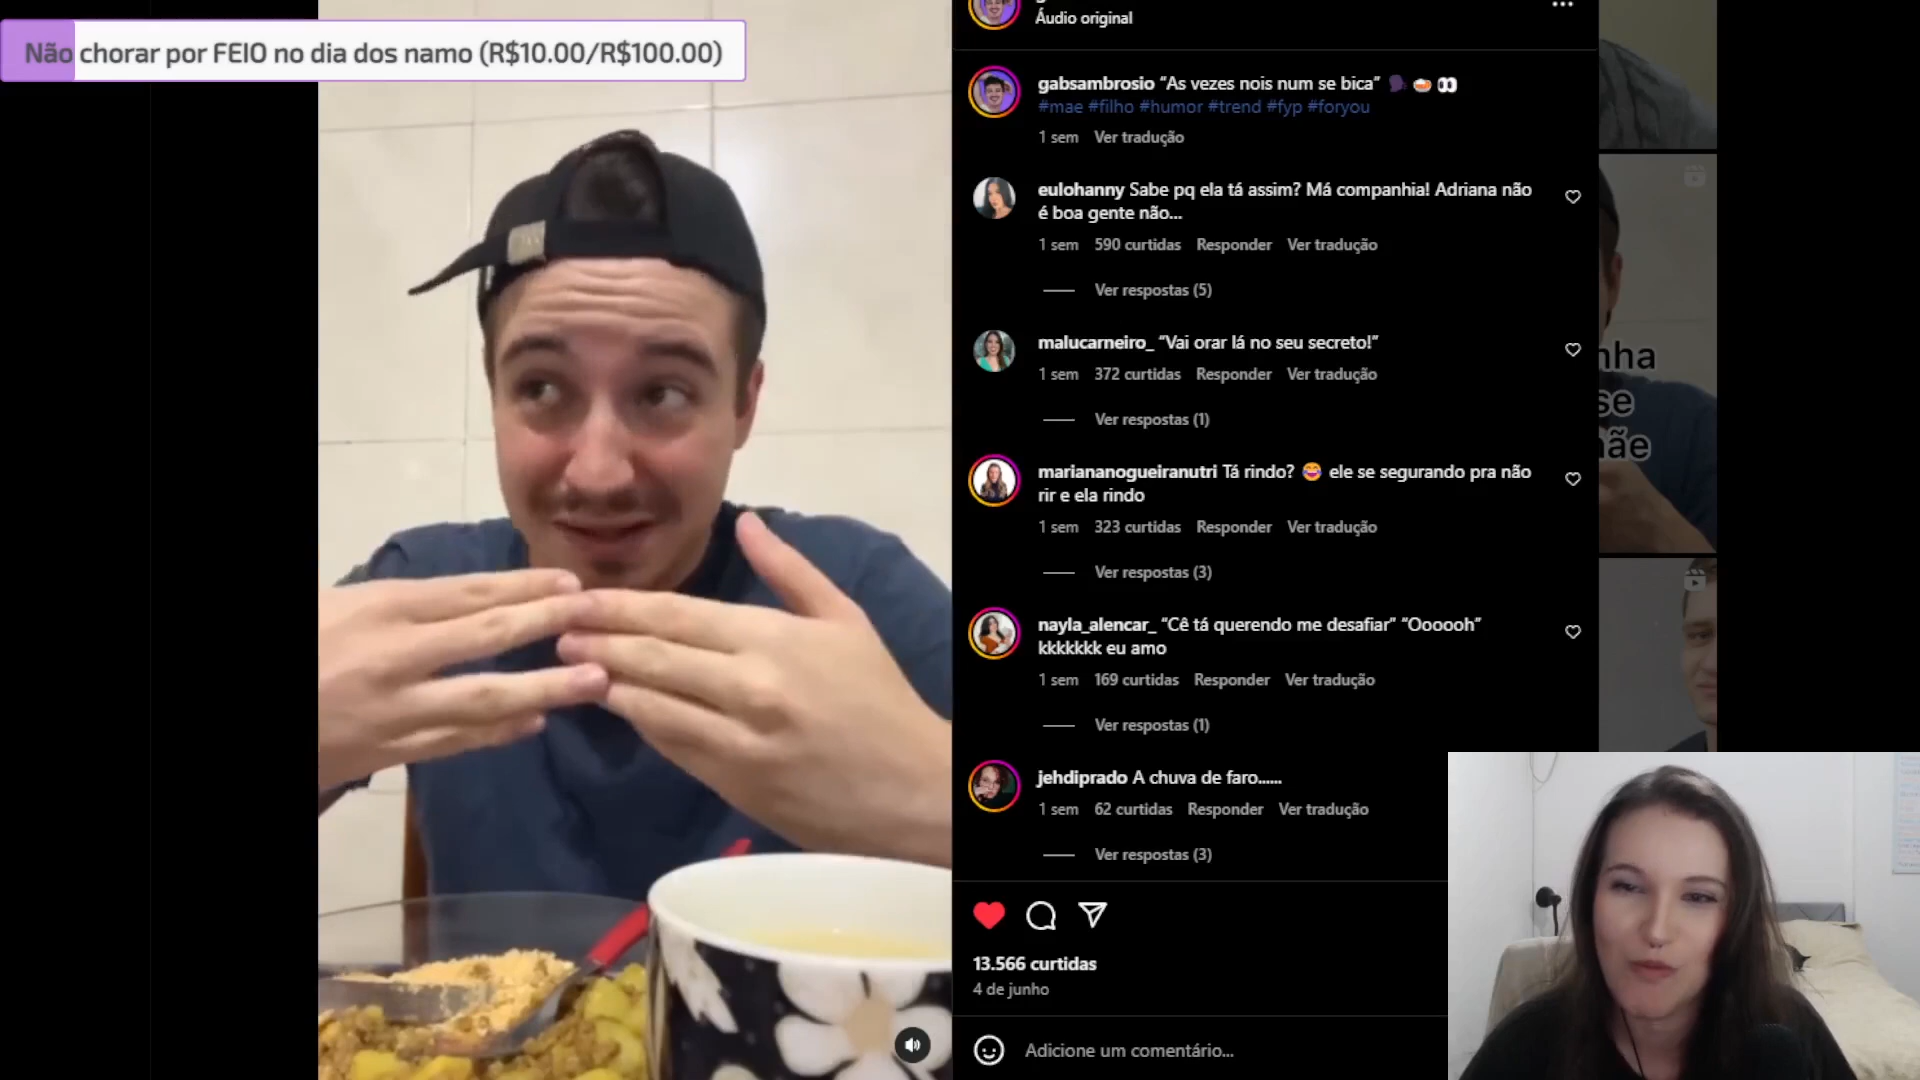 Não chorar por FEIO no dia dos namo (R$10.00/R$100.00)
Áudio original
gabsambrosio “As vezes nois num se bica”
#mae #filho #humor #trend #fyp #foryou
1 sem Ver tradução
eulohanny Sabe pq ela tá assim? Má companhia! Adriana não
é boa gente não...
1 sem 590 curtidas Responder Ver tradução
Ver respostas (5)
malucarneiro_ “Vai orar lá no seu secreto!”
1 sem 372 curtidas Responder Ver tradução
Ver respostas (1)
mariananogueiranutri Tá rindo? 😂 ele se segurando pra não
rir e ela rindo
1 sem 323 curtidas Responder Ver tradução
Ver respostas (3)
nayla_alencar_ “Cê tá querendo me desafiar” “Oooooh”
kkkkkkk eu amo
1 sem 169 curtidas Responder Ver tradução
Ver respostas (1)
jehdiprado A chuva de faro......
1 sem 62 curtidas Responder Ver tradução
Ver respostas (3)
13.566 curtidas
4 de junho
Adicione um comentário...
nha
se